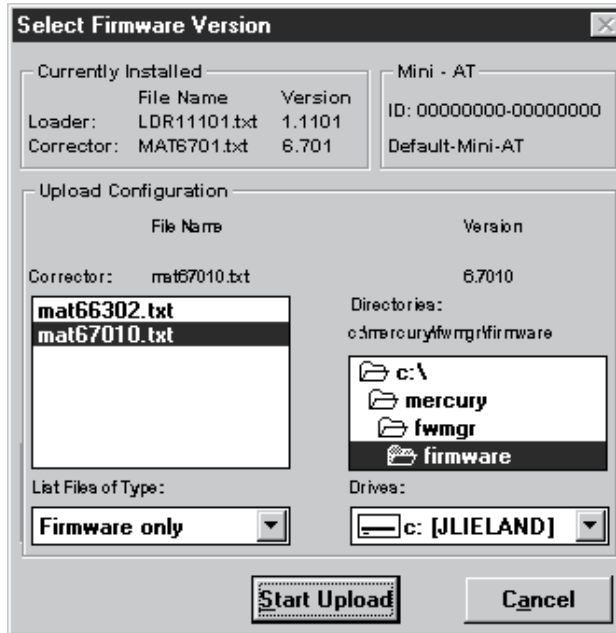 Select Firmware Version
Currently Installed
File Name Version
Loader: LDR11101.txt 1.1101
Corrector: MAT6701.txt 6.701
Mini - AT
ID: 00000000-00000000
Default-Mini-AT
Upload Configuration
File Name Version
Corrector: mat67010.txt 6.7010
mat66302.txt
mat67010.txt
List Files of Type:
Firmware only
Directories:
c:\mercury\fwmgr\firmware
c:\
mercury
fwmgr
firmware
Drives:
c: [JLIELAND]
Start Upload
Cancel